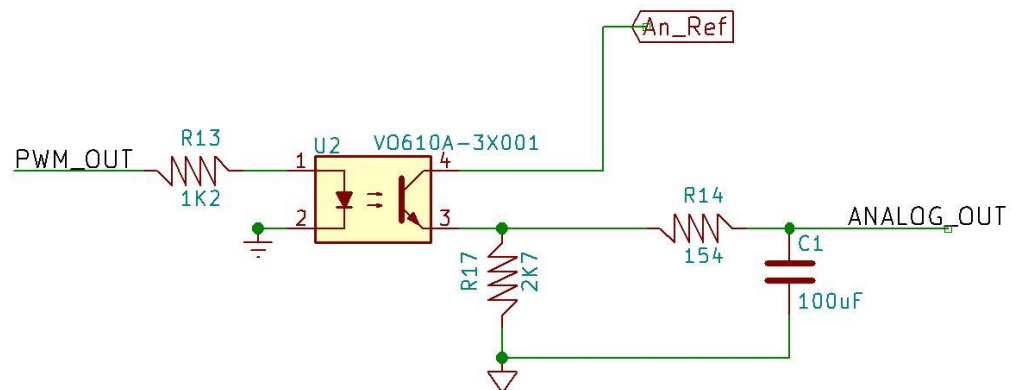 An_Ref
R13
U2
VO610A-3X001
PWM_OUT
1
4
1K2
R14
2
3
ANALOG_OUT
154
C1
R17
2K7
100uF